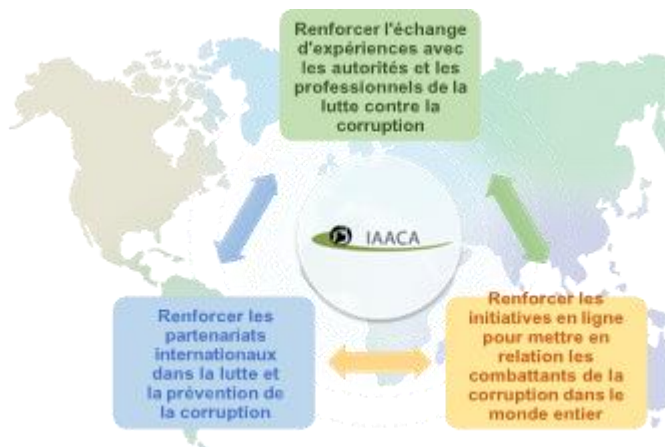 Renforcer l'échange
d'expériences avec
les autorités et les
professionnels de la
lutte contre la
corruption
IAACA
Renforcer les
partenariats
internationaux
dans la lutte et
la prévention de
la corruption
Renforcer les
initiatives en ligne
pour mettre en
relation les
combattants de la
corruption dans le
monde entier